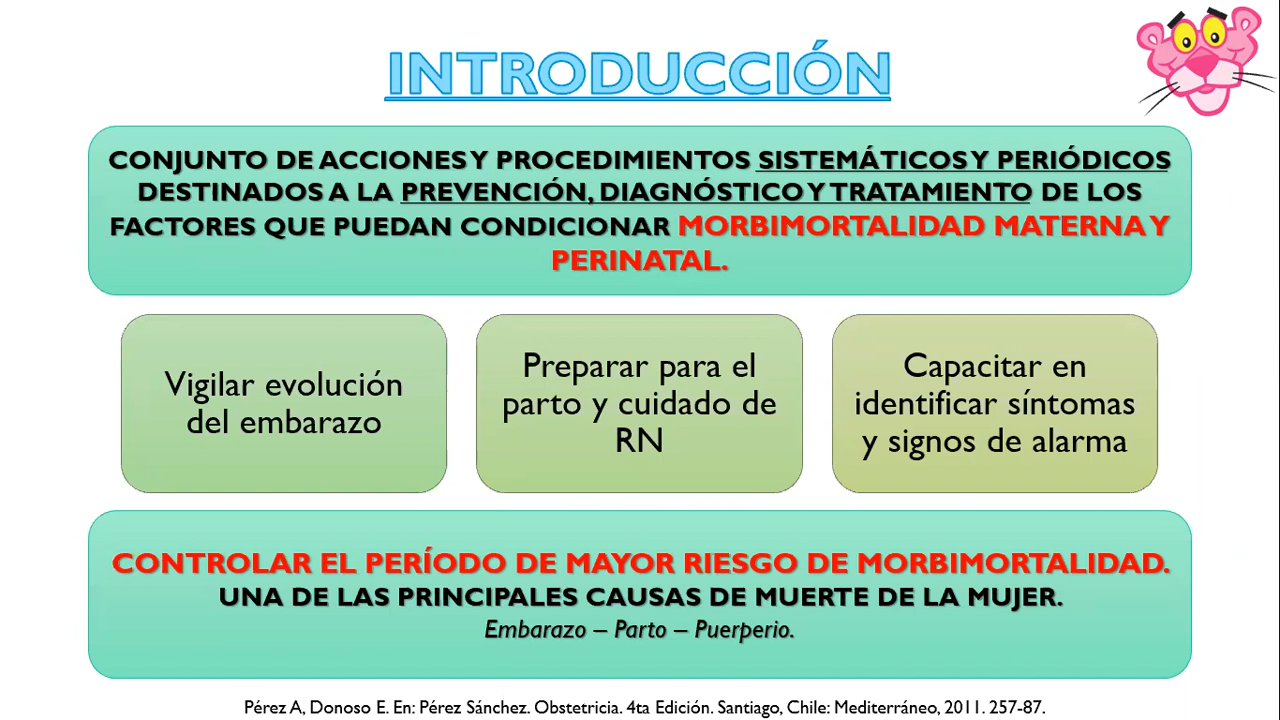 INTRODUCCIÓN
CONJUNTO DE ACCIONES Y PROCEDIMIENTOS SISTEMÁTICOS Y PERIÓDICOS
DESTINADOS A LA PREVENCIÓN, DIAGNÓSTICO Y TRATAMIENTO DE LOS
FACTORES QUE PUEDAN CONDICIONAR MORBIMORTALIDAD MATERNA Y
PERINATAL.
Vigilar evolución
del embarazo
Preparar para el
parto y cuidado de
RN
Capacitar en
identificar síntomas
y signos de alarma
CONTROLAR EL PERÍODO DE MAYOR RIESGO DE MORBIMORTALIDAD.
UNA DE LAS PRINCIPALES CAUSAS DE MUERTE DE LA MUJER.
Embarazo – Parto – Puerperio.
Pérez A, Donoso E. En: Pérez Sánchez. Obstetricia. 4ta Edición. Santiago, Chile: Mediterráneo, 2011. 257-87.